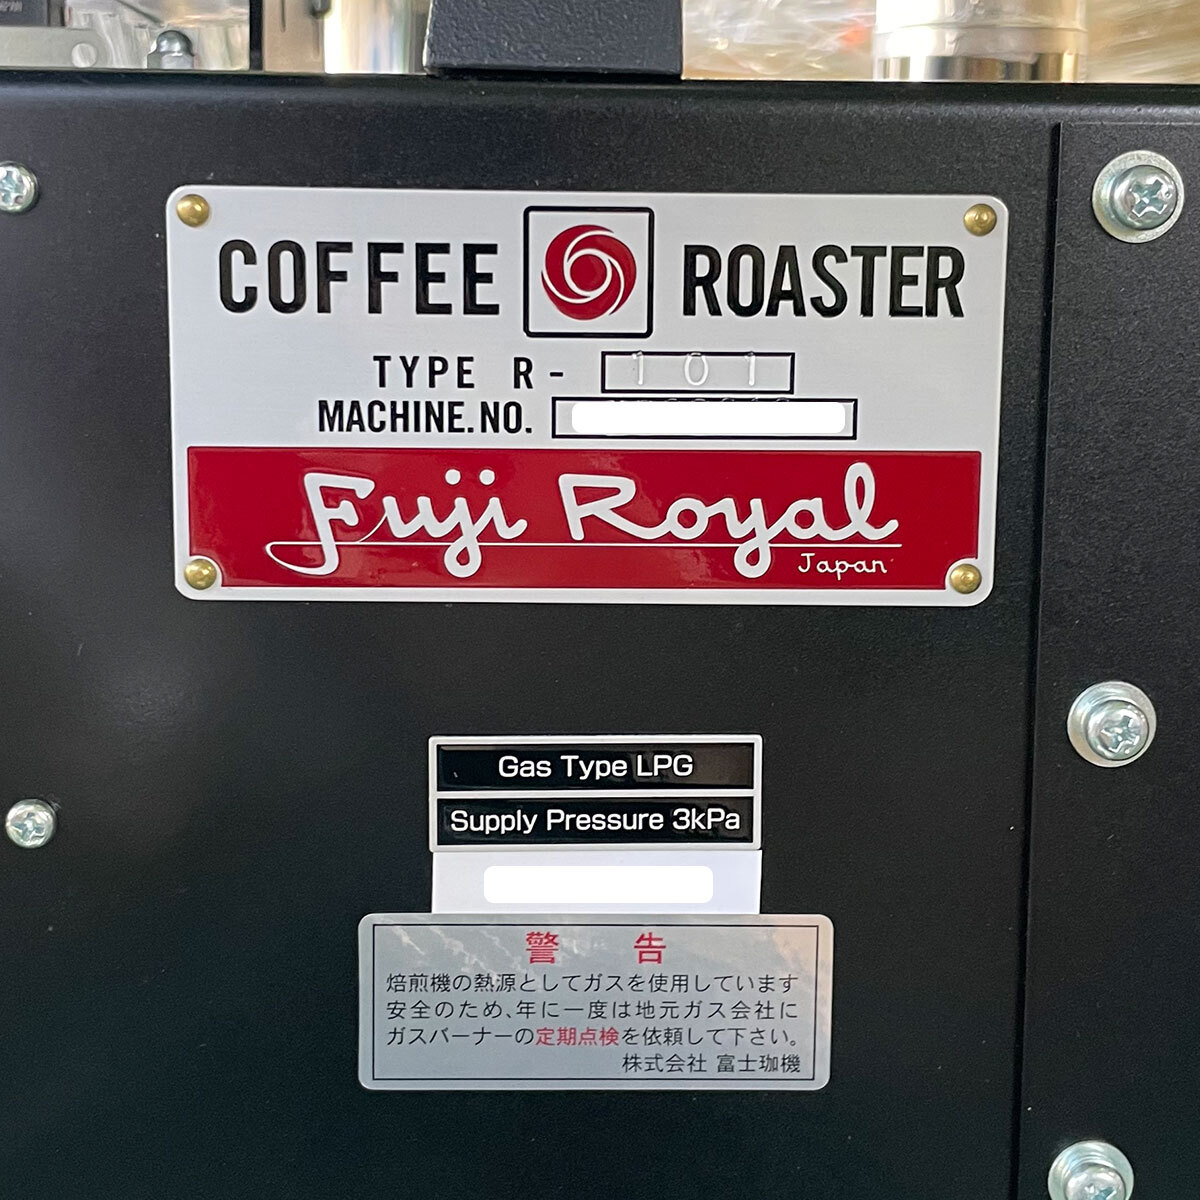 COFFEE ROASTER
TYPE R- 101
MACHINE.NO.
Fuji Royal
Japan
Gas Type LPG
Supply Pressure 3kPa
警告
焙煎機の熱源としてガスを使用しています
安全のため、年に一度は地元ガス会社に
ガスバーナーの定期点検を依頼して下さい。
株式会社 富士珈機